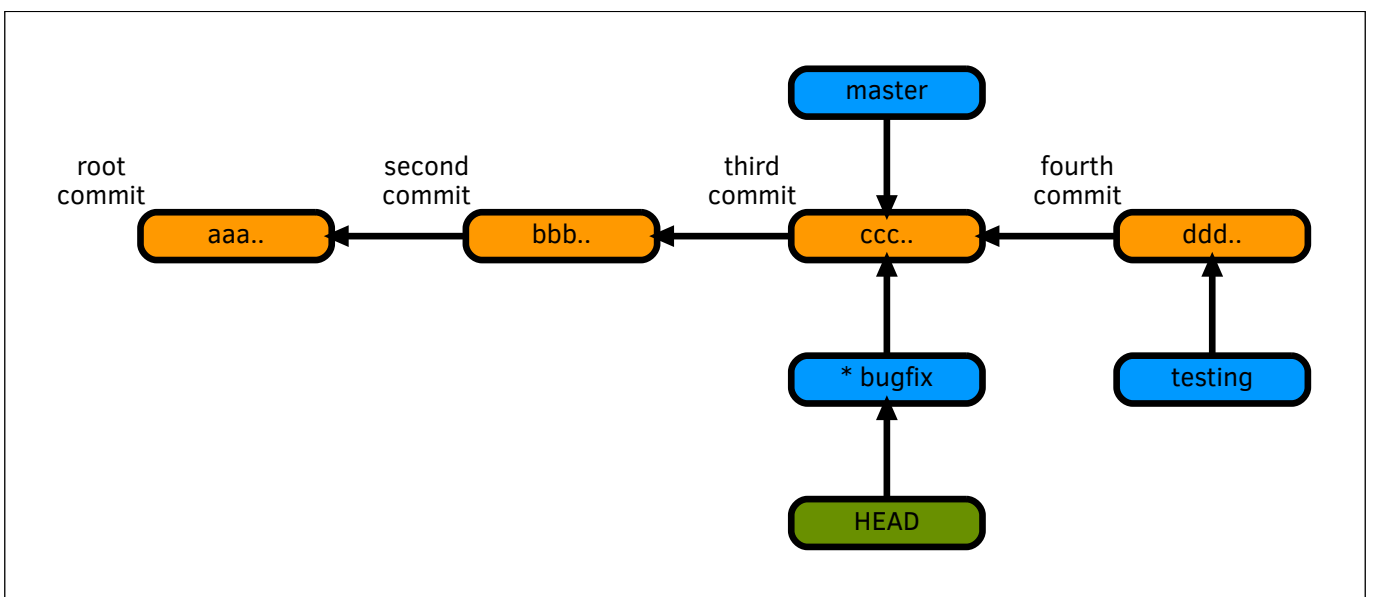 master
root
commit
second
commit
third
commit
fourth
commit
aaa..
bbb..
ccc..
ddd..
* bugfix
testing
HEAD